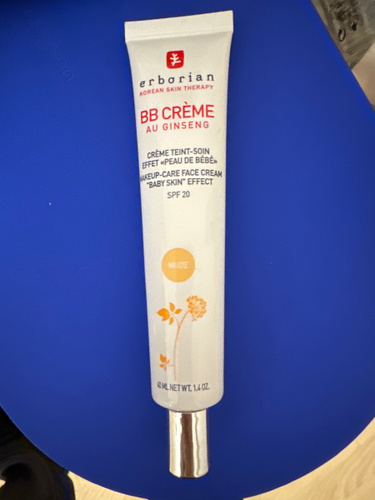 erborian
KOREAN SKIN THERAPY
BB CRÈME
AU GINSENG
CRÈME TEINT-SOIN
EFFET «PEAU DE BÉBÉ»
MAKEUP-CARE FACE CREAM
"BABY SKIN" EFFECT
SPF 20
NUDE
40 ML NET WT. 1.4 OZ.